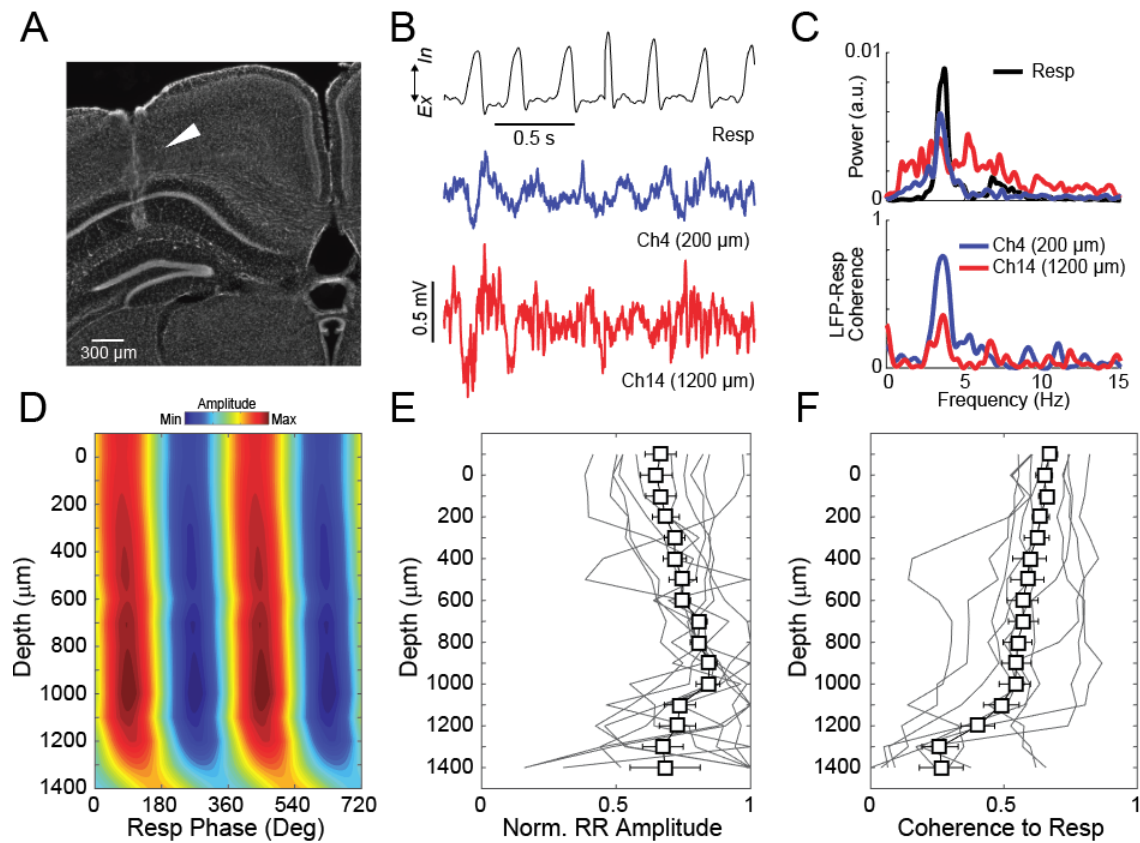 A
300 µm
B
In
Ex
0.5 s
Resp
Ch4 (200 µm)
0.5 mV
Ch14 (1200 µm)
C
0.01
Power (a.u.)
0
Resp
1
LFP-Resp
Coherence
0
Ch4 (200 µm)
Ch14 (1200 µm)
0 5 10 15
Frequency (Hz)
D
Amplitude
Min Max
Depth (µm)
0
200
400
600
800
1000
1200
1400
0 180 360 540 720
Resp Phase (Deg)
E
Depth (µm)
0
200
400
600
800
1000
1200
1400
0 0.5 1
Norm. RR Amplitude
F
Depth (µm)
0
200
400
600
800
1000
1200
1400
0 0.5 1
Coherence to Resp